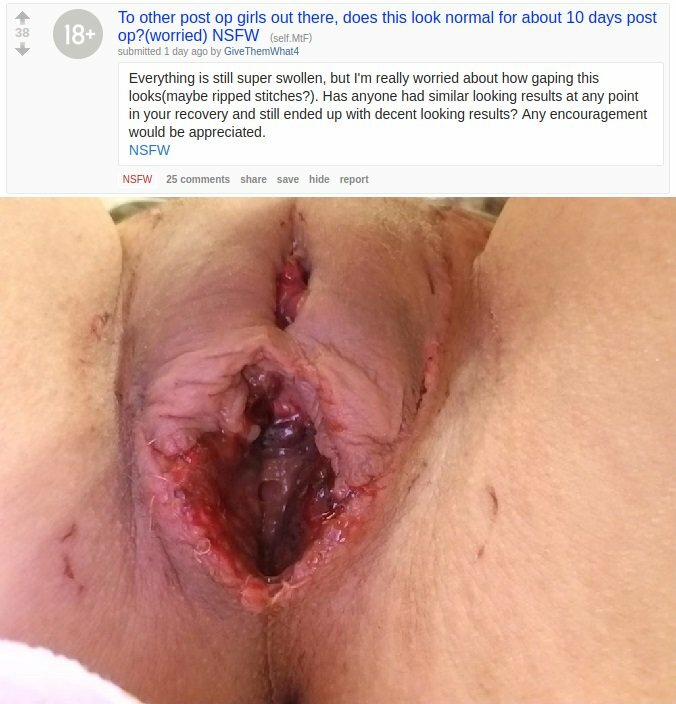 To other post op girls out there, does this look normal for about 10 days post
op?(worried) NSFW (self.MtF)
38
18+
submitted 1 day ago by GiveThemWhat4
Everything is still super swollen, but I'm really worried about how gaping this
looks(maybe ripped stitches?). Has anyone had similar looking results at any point
in your recovery and still ended up with decent looking results? Any encouragement
would be appreciated.
NSFW
NSFW 25 comments share save hide report